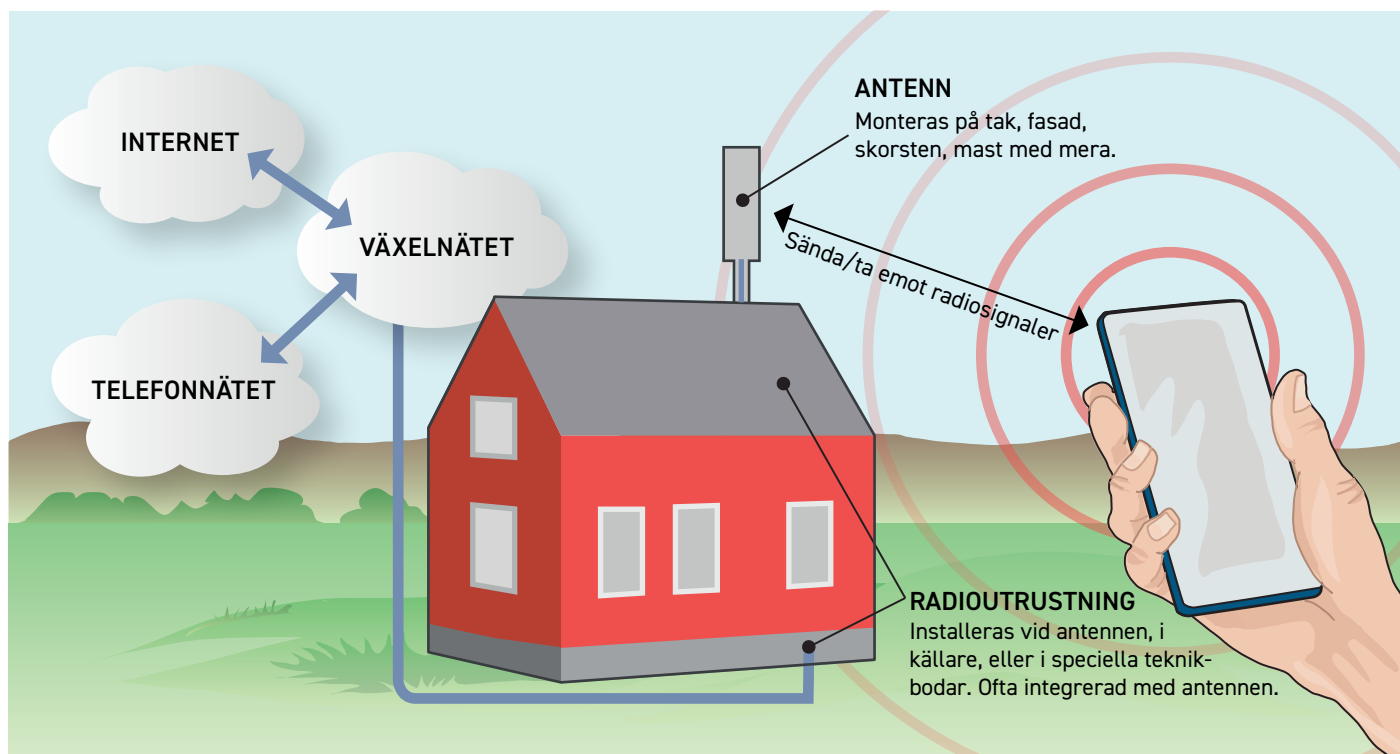 INTERNET
VÄXELNÄTET
TELEFONNÄTET
ANTENN
Monteras på tak, fasad,
skorsten, mast med mera.
Sända/ta emot radiosignaler
RADIOUTRUSTNING
Installeras vid antennen, i
källare, eller i speciella teknik-
bodar. Ofta integrerad med antennen.